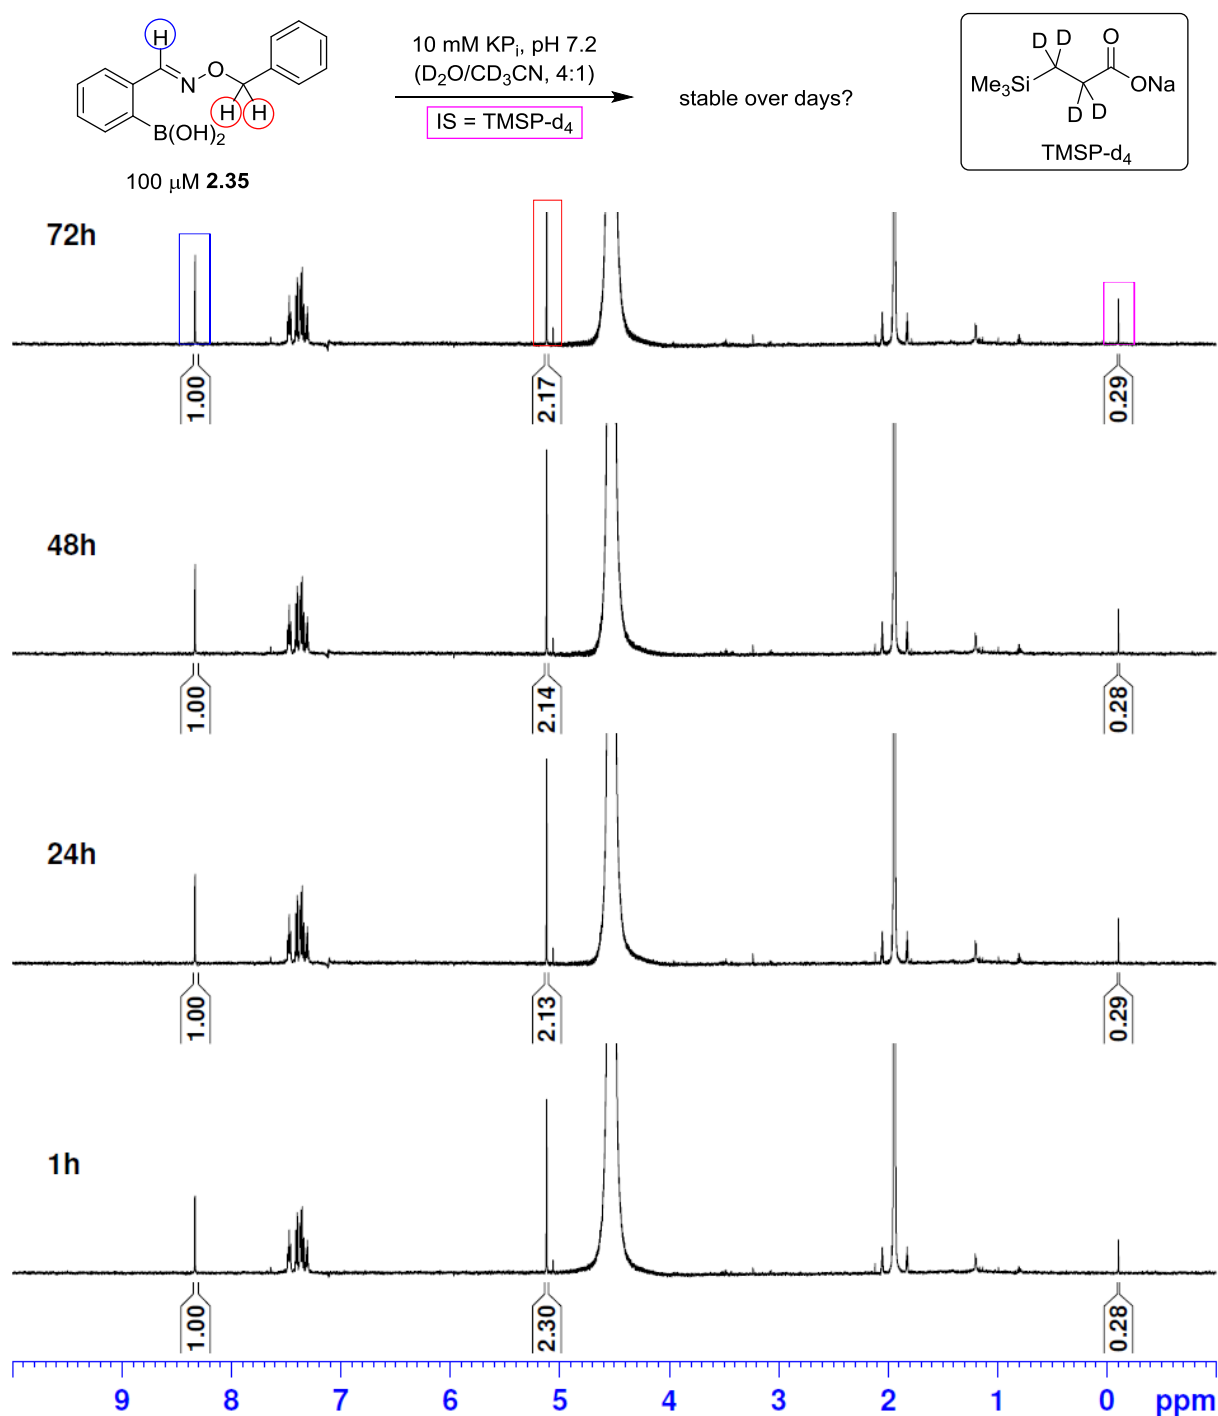 H
N
O
H H
B(OH)2
100 μM 2.35
10 mM KPi, pH 7.2
(D2O/CD3CN, 4:1)
IS = TMSP-d4
stable over days?
D D
O
Me3Si
ONa
D D
TMSP-d4
72h
1.00
2.17
0.29
48h
1.00
2.14
0.28
24h
1.00
2.13
0.29
1h
1.00
2.30
0.28
9 8 7 6 5 4 3 2 1 0 ppm